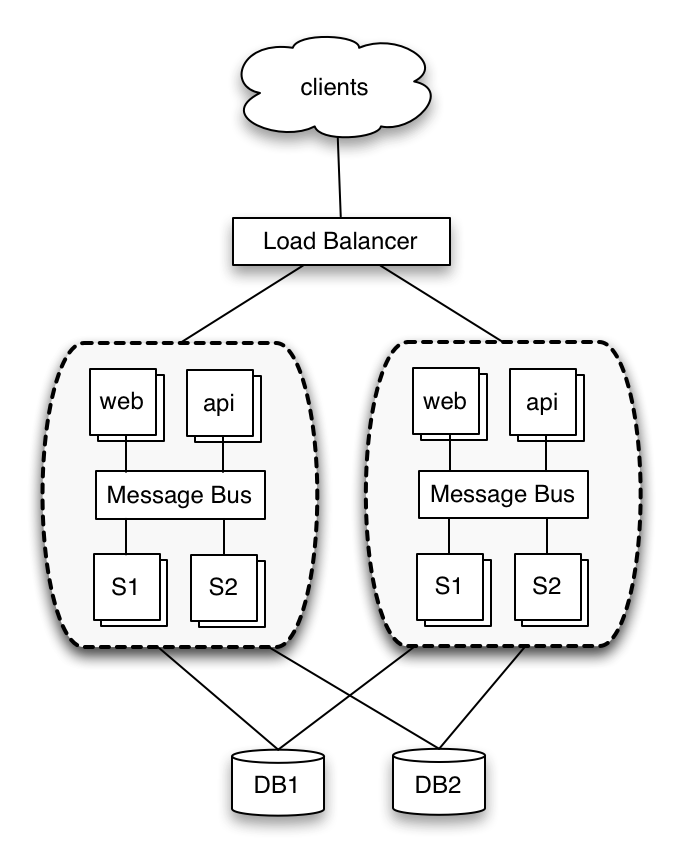 clients
Load Balancer
web
api
Message Bus
S1
S2
web
api
Message Bus
S1
S2
DB1
DB2